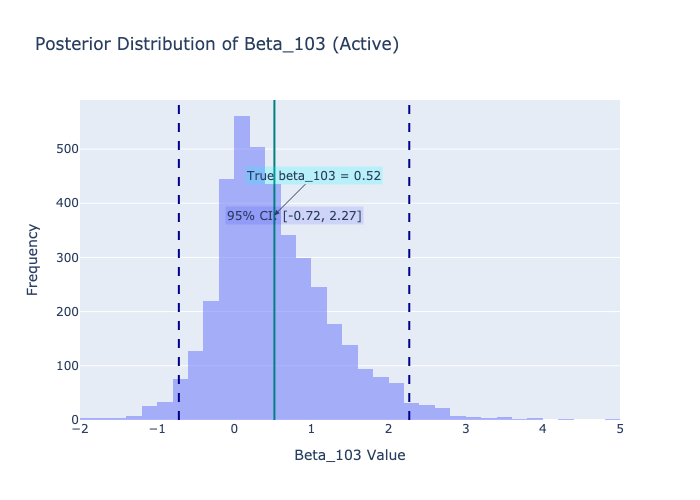 Posterior Distribution of Beta_103 (Active)
500
400
300
200
100
0
Frequency
True beta_103 = 0.52
95% CI: [-0.72, 2.27]
−2
−1
0
1
2
3
4
5
Beta_103 Value